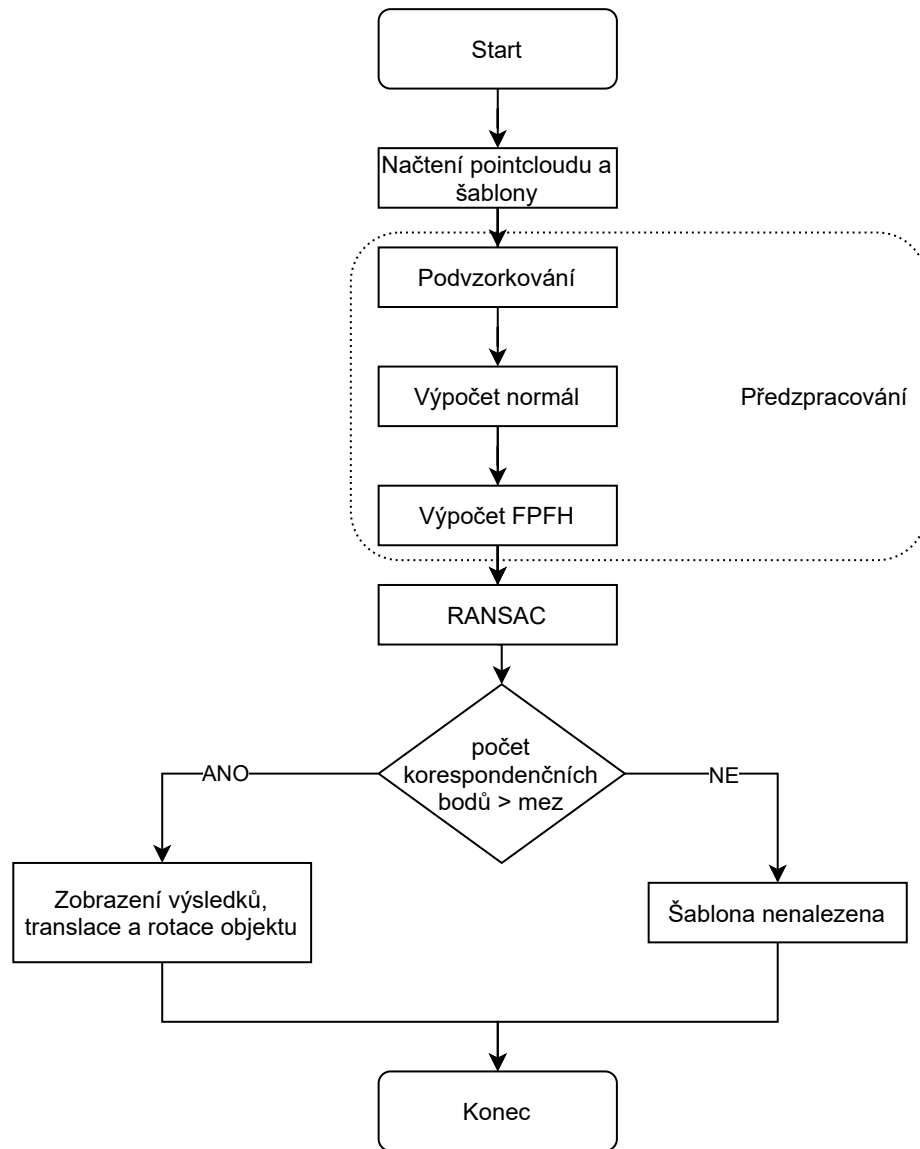 Start
Načtení pointcloudu a
šablony
Podvzorkování
Výpočet normál
Předzpracování
Výpočet FPFH
RANSAC
počet
korespondenčních
bodů > mez
ANO
NE
Zobrazení výsledků,
translace a rotace objektu
Šablona nenalezena
Konec